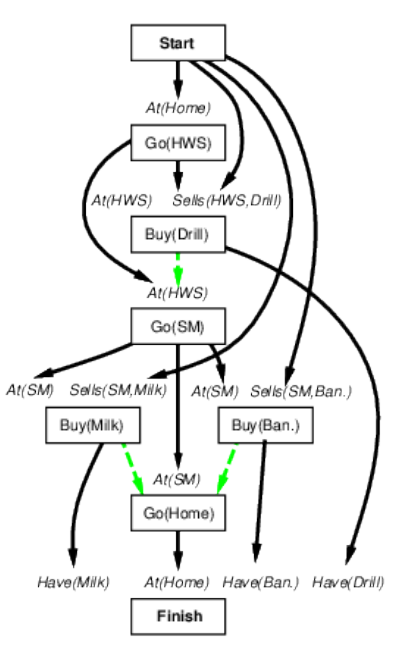 Start
At(Home)
Go(HWS)
At(HWS) Sells(HWS,Drill)
Buy(Drill)
At(HWS)
Go(SM)
At(SM) Sells(SM,Milk) At(SM) Sells(SM,Ban.)
Buy(Milk) Buy(Ban.)
At(SM)
Go(Home)
Have(Milk) At(Home) Have(Ban.) Have(Drill)
Finish